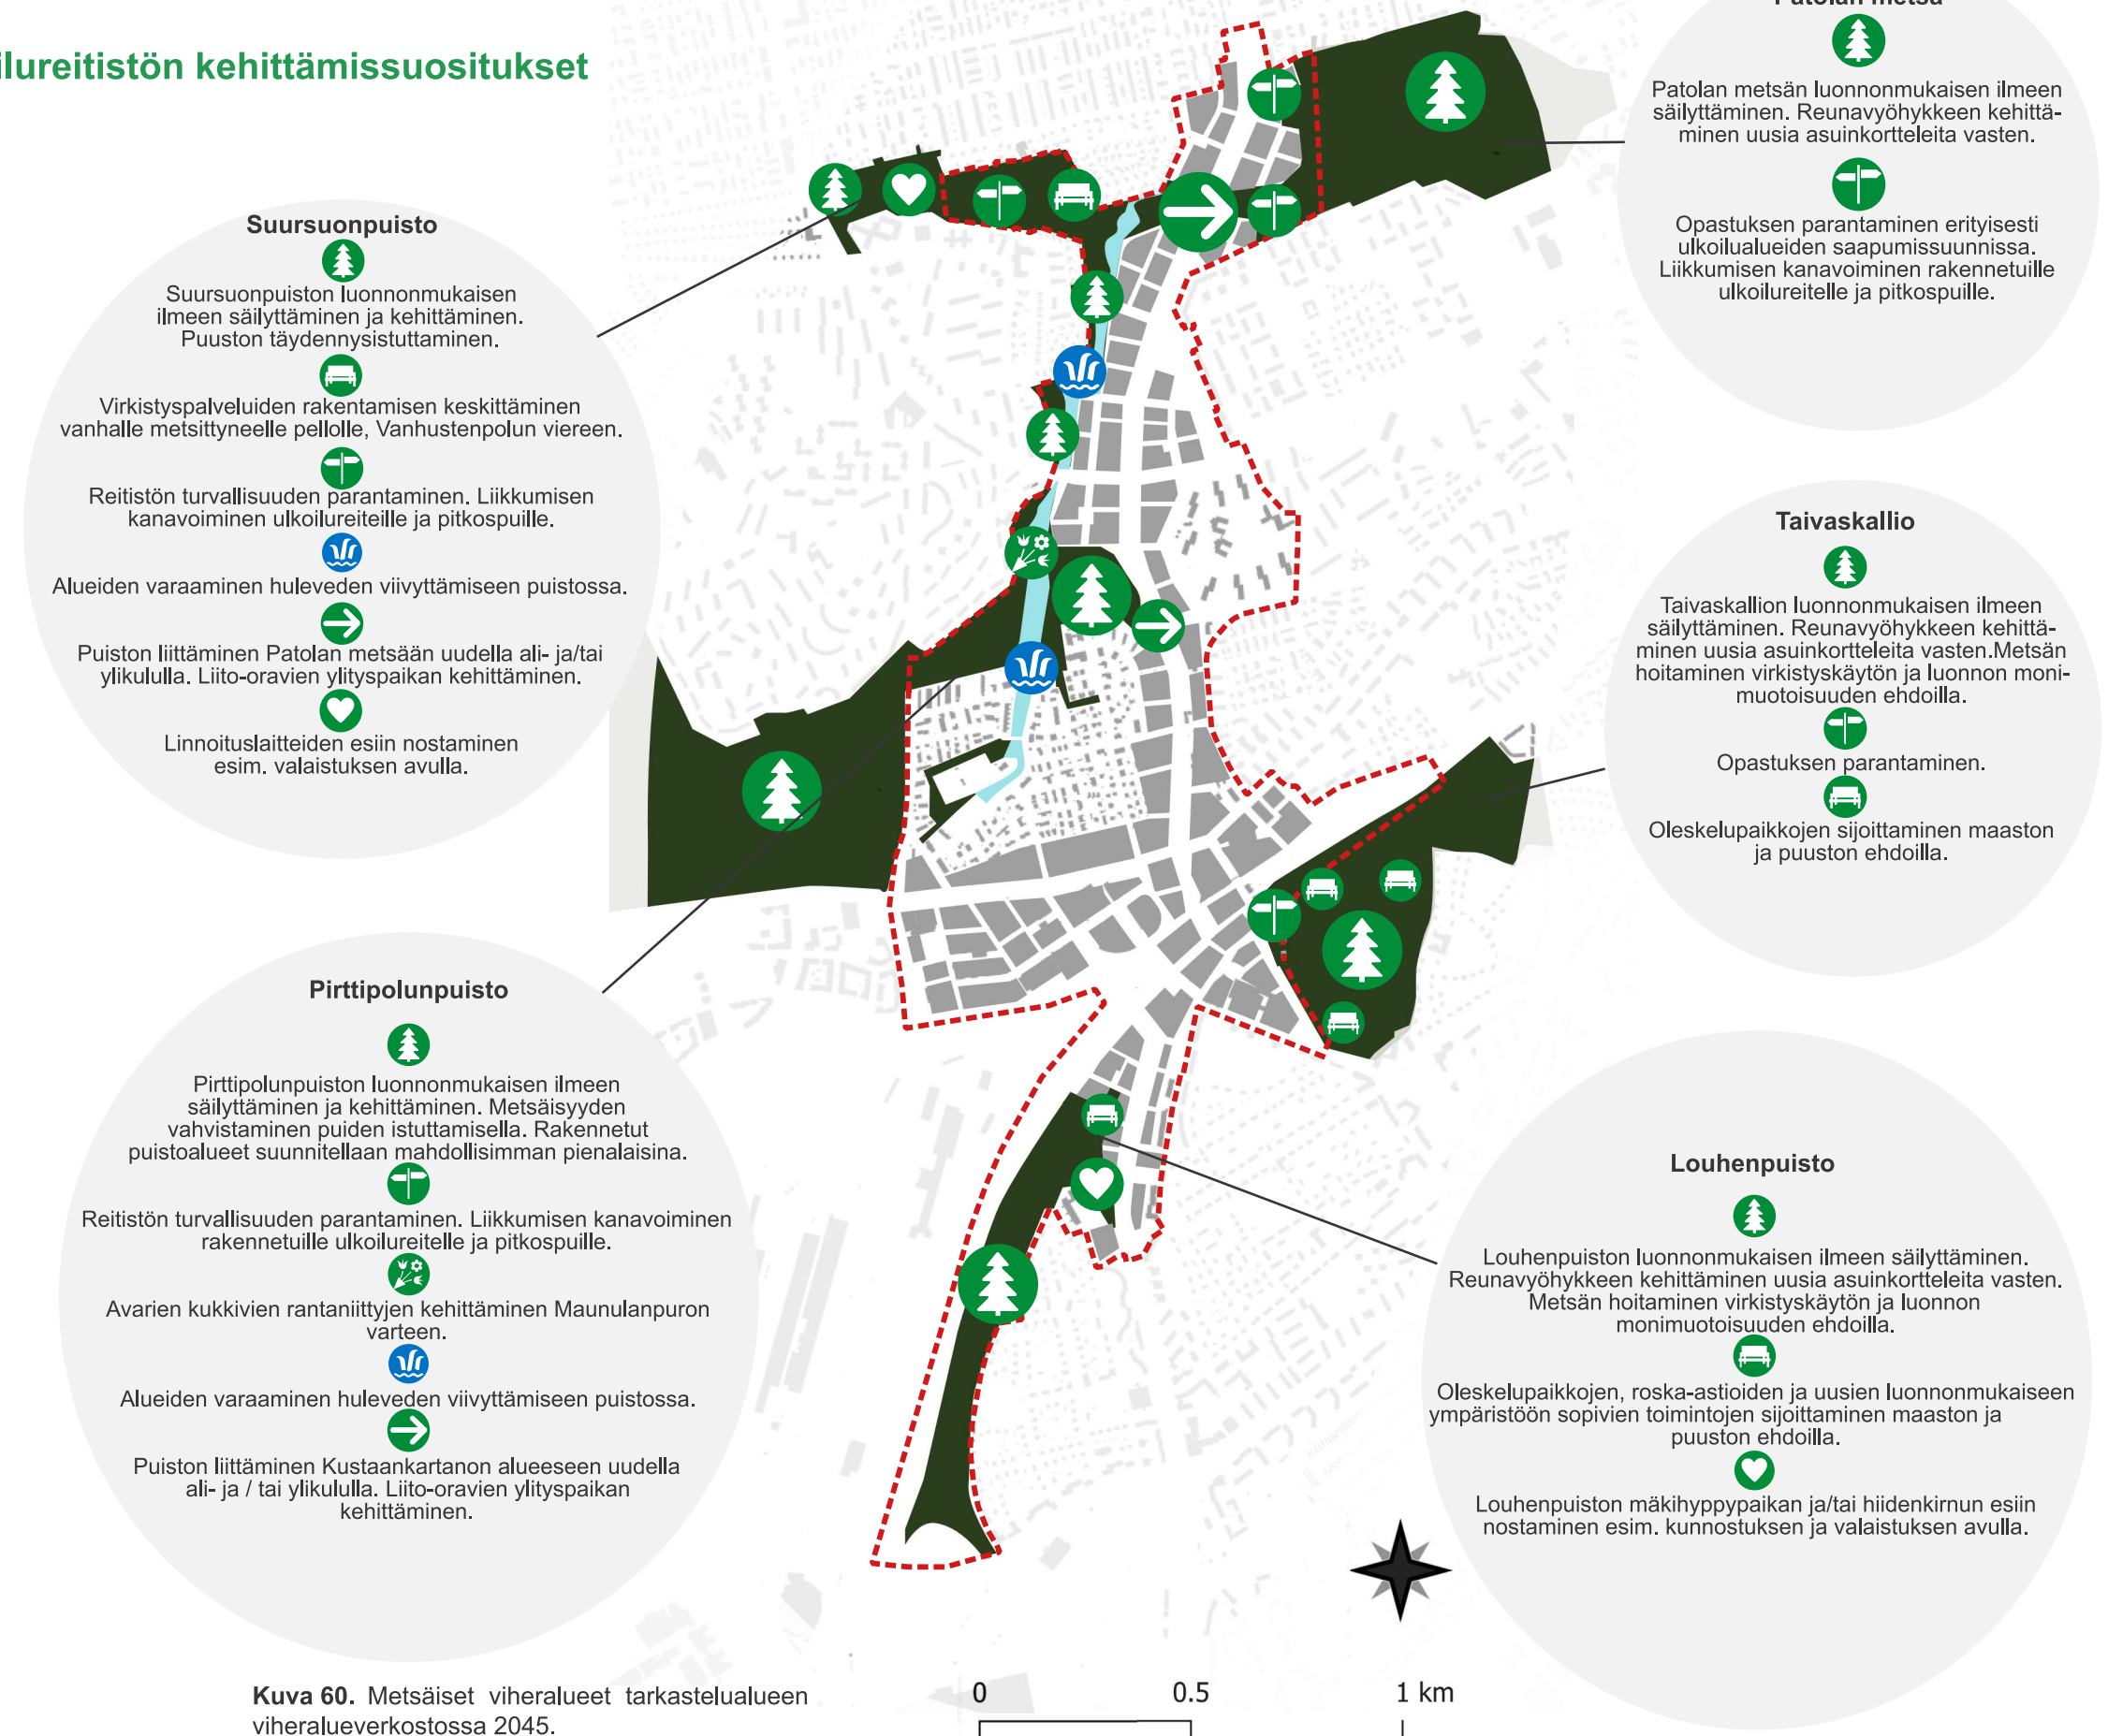 ilureitistön kehittämissuositukset
Suursuonpuisto
Suursuonpuiston luonnonmukaisen
ilmeen säilyttäminen ja kehittäminen.
Puuston täydennysistuttaminen.
Virkistyspalveluiden rakentamisen keskittäminen
vanhalle metsittyneelle pellolle, Vanhustenpolun viereen.
Reitistön turvallisuuden parantaminen. Liikkumisen
kanavoiminen ulkoilureiteille ja pitkospuille.
Alueiden varaaminen huleveden viivyttämiseen puistossa.
Puiston liittäminen Patolan metsään uudella ali- ja/tai
ylikululla. Liito-oravien ylityspaikan kehittäminen.
Linnoituslaitteiden esiin nostaminen
esim. valaistuksen avulla.
Pirttipolunpuisto
Pirttipolunpuiston luonnonmukaisen ilmeen
säilyttäminen ja kehittäminen. Metsäisyyden
vahvistaminen puiden istuttamisella. Rakennetut
puistoalueet suunnitellaan mahdollisimman pienalaisina.
Reitistön turvallisuuden parantaminen. Liikkumisen kanavoiminen
rakennetuille ulkoilureitelle ja pitkospuille.
Avarien kukkivien rantaniittyjen kehittäminen Maunulanpuron
varteen.
Alueiden varaaminen huleveden viivyttämiseen puistossa.
Puiston liittäminen Kustaankartanon alueeseen uudella
ali- ja / tai ylikululla. Liito-oravien ylityspaikan
kehittäminen.
Patolan metsä
Patolan metsän luonnonmukaisen ilmeen
säilyttäminen. Reunavyöhykkeen kehittä-
minen uusia asuinkortteleita vasten.
Opastuksen parantaminen erityisesti
ulkoilualueiden saapumissuunnissa.
Liikkumisen kanavoiminen rakennetuille
ulkoilureitelle ja pitkospuille.
Taivaskallio
Taivaskallion luonnonmukaisen ilmeen
säilyttäminen. Reunavyöhykkeen kehittä-
minen uusia asuinkortteleita vasten.Metsän
hoitaminen virkistyskäytön ja luonnon moni-
muotoisuuden ehdoilla.
Opastuksen parantaminen.
Oleskelupaikkojen sijoittaminen maaston
ja puuston ehdoilla.
Louhenpuisto
Louhenpuiston luonnonmukaisen ilmeen säilyttäminen.
Reunavyöhykkeen kehittäminen uusia asuinkortteleita vasten.
Metsän hoitaminen virkistyskäytön ja luonnon
monimuotoisuuden ehdoilla.
Oleskelupaikkojen, roska-astioiden ja uusien luonnonmukaiseen
ympäristöön sopivien toimintojen sijoittaminen maaston ja
puuston ehdoilla.
Louhenpuiston mäkihyppypaikan ja/tai hiidenkirnun esiin
nostaminen esim. kunnostuksen ja valaistuksen avulla.
Kuva 60. Metsäiset viheralueet tarkastelualueen
viheralueverkostossa 2045.
0 0.5 1 km